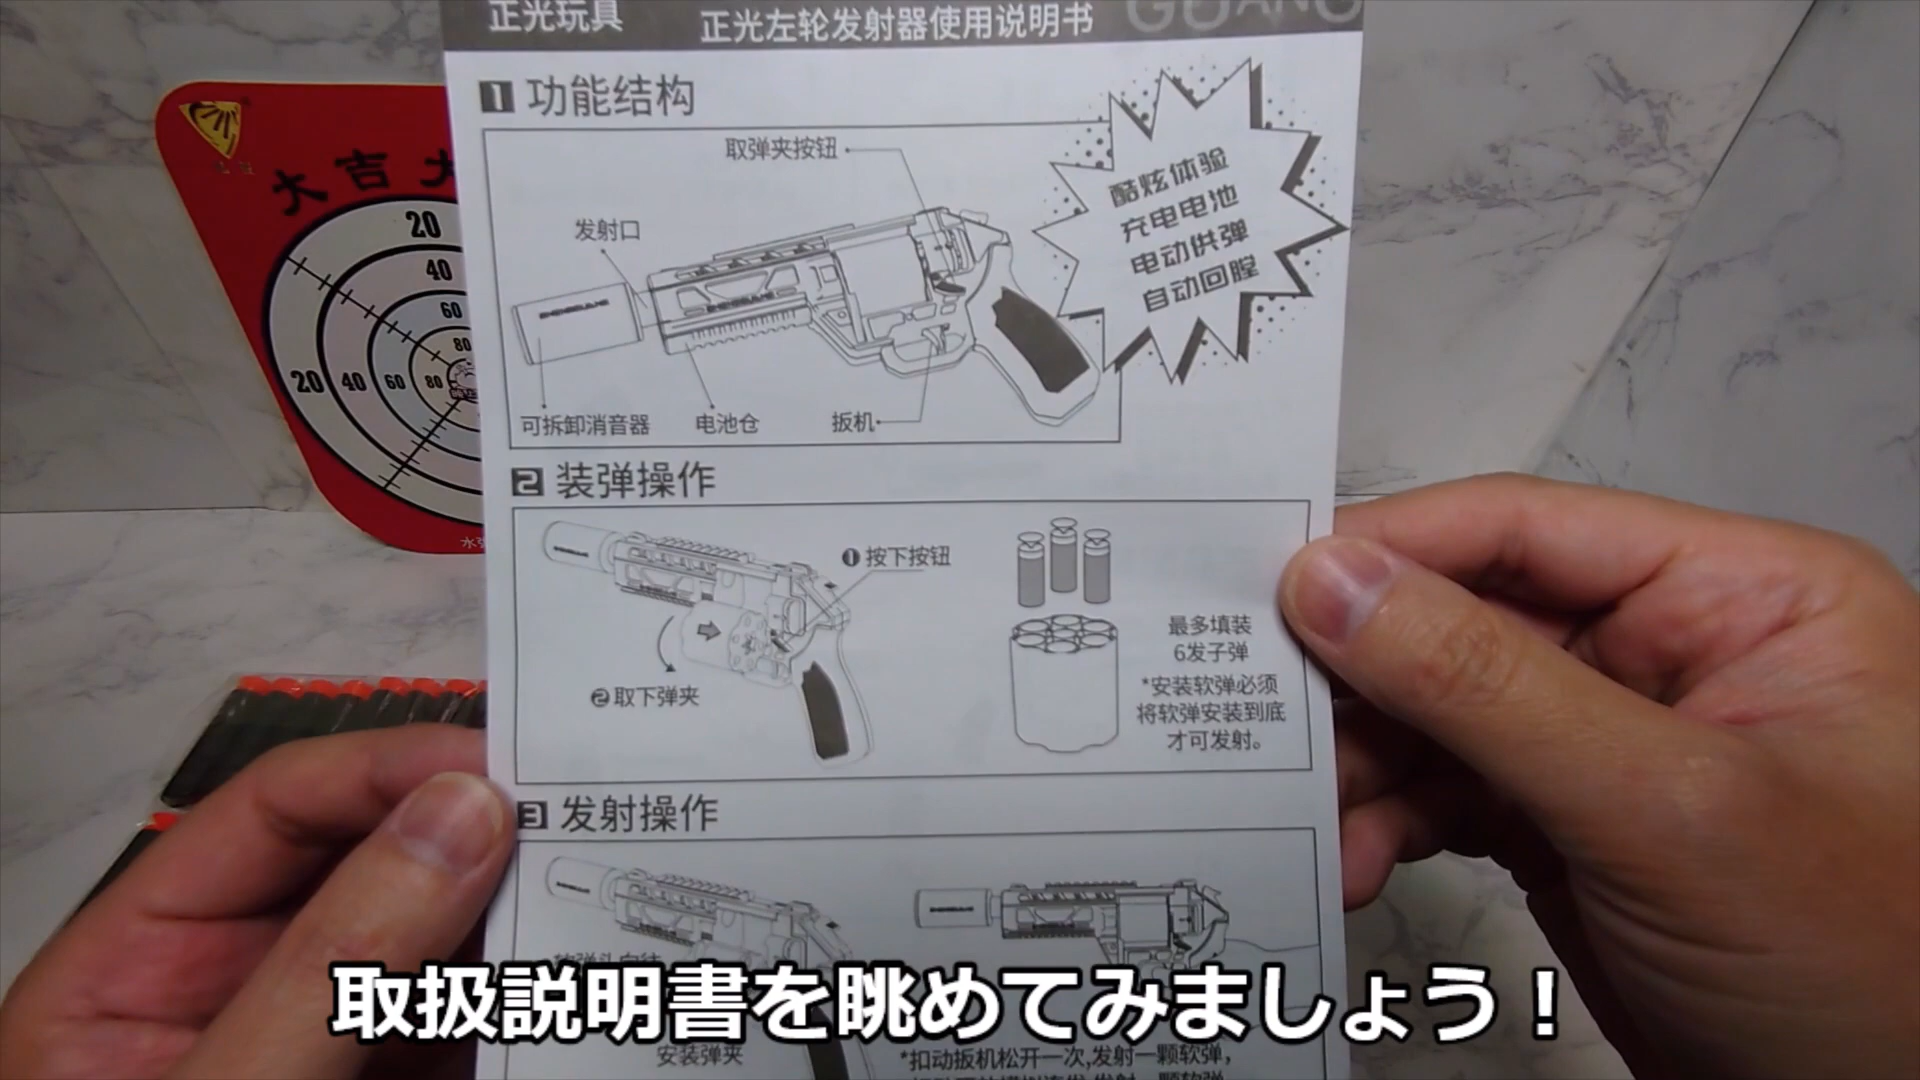 正光玩具
正光左轮发射器使用说明书
GUANG
1 功能结构
取弹夹按钮
发射口
酷炫体验
充电电池
电动供弹
自动回膛
可拆卸消音器
电池仓
扳机
大吉大
20
40
60
80
20 40 60 80
2 装弹操作
❶按下按钮
❷取下弹夹
最多填装
6发子弹
*安装软弹必须
将软弹安装到底
才可发射。
3 发射操作
安装弹夹
*扣动扳机松开一次,发射一颗软弹,
取扱説明書を眺めてみましょう！